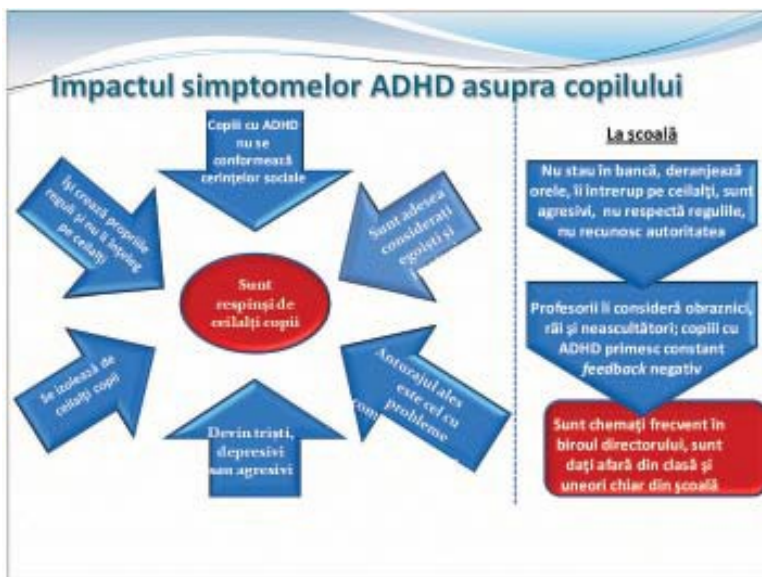 Impactul simptomelor ADHD asupra copilului
Copiii cu ADHD
nu se
conformează
cerințelor sociale
Își crează propriile
reguli și nu îi înțeleg
pe ceilalți
Sunt adesea
considerați
egoiști și
Sunt
respinși de
ceilalți copii
Se izolează de
ceilalți copii
Devin triști,
depresivi
sau agresivi
Anturajul ales
este cel cu
probleme
La școală
Nu stau în bancă, deranjează
orele, îi întrerup pe ceilalți, sunt
agresivi, nu respectă regulile,
nu recunosc autoritatea
Profesorii îi consideră obraznici,
răi și neascultători; copiii cu
ADHD primesc constant
feedback negativ
Sunt chemați frecvent în
biroul directorului, sunt
dați afară din clasă și
uneori chiar din școală